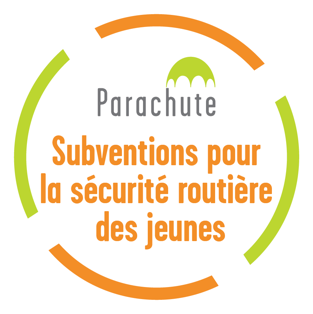 Parachute
Subventions pour
la sécurité routière
des jeunes